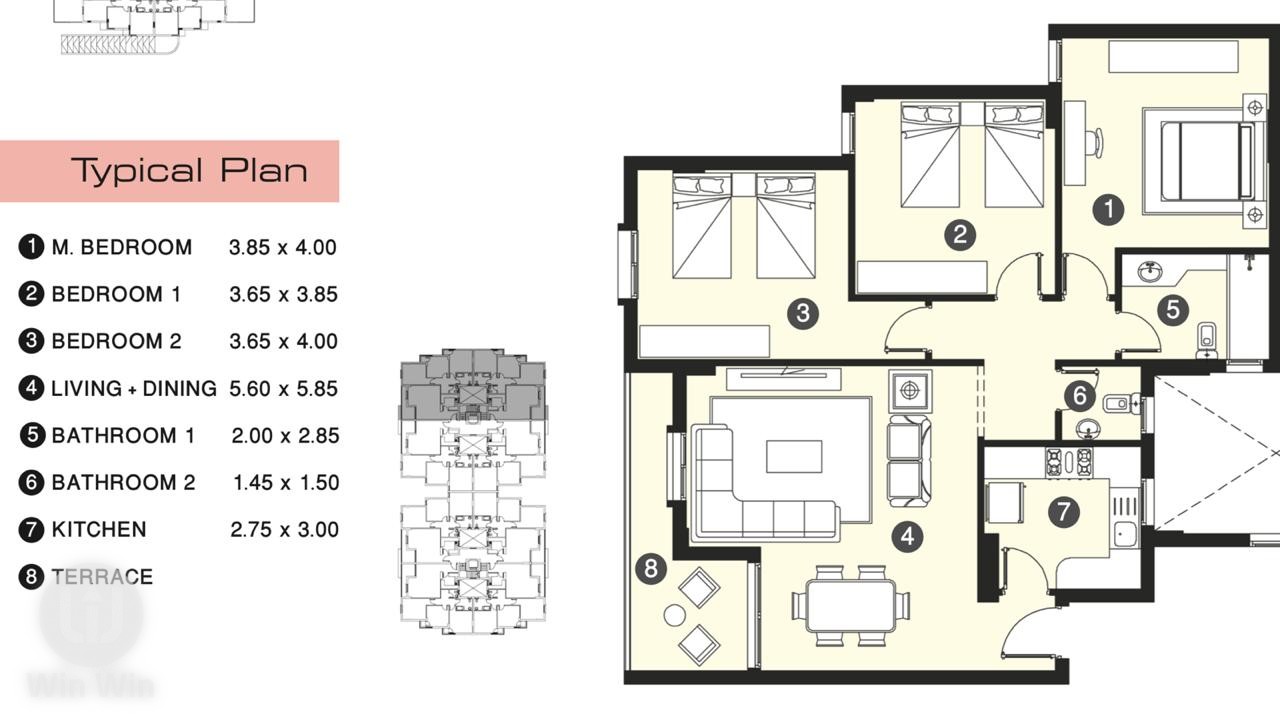 Typical Plan
1 M. BEDROOM 3.85 x 4.00
2 BEDROOM 1 3.65 x 3.85
3 BEDROOM 2 3.65 x 4.00
4 LIVING + DINING 5.60 x 5.85
5 BATHROOM 1 2.00 x 2.85
6 BATHROOM 2 1.45 x 1.50
7 KITCHEN 2.75 x 3.00
8 TERRACE
Win Win
1
2
3
5
6
7
4
8